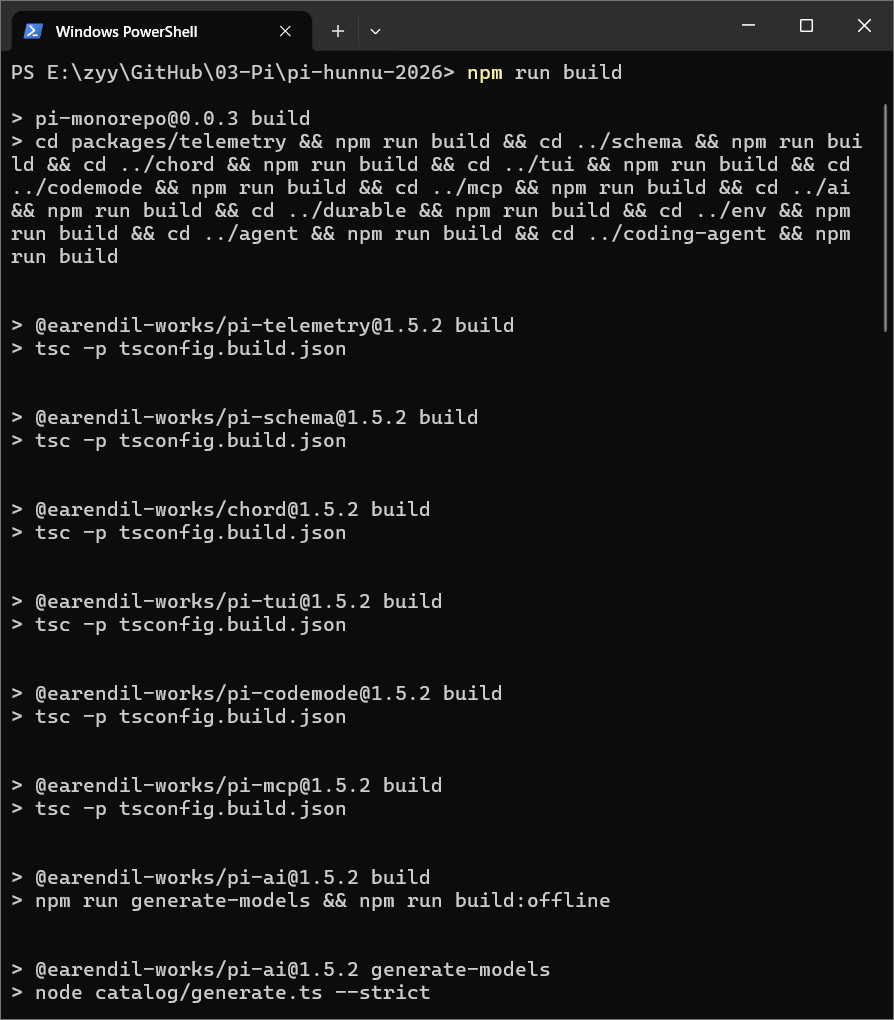 Windows PowerShell
PS E:\zyy\GitHub\03-Pi\pi-hunnu-2026> npm run build
> pi-monorepo@0.0.3 build
> cd packages/telemetry && npm run build && cd ../schema && npm run bui
ld && cd ../chord && npm run build && cd ../tui && npm run build && cd
../codemode && npm run build && cd ../mcp && npm run build && cd ../ai
&& npm run build && cd ../durable && npm run build && cd ../env && npm
run build && cd ../agent && npm run build && cd ../coding-agent && npm
run build
> @earendil-works/pi-telemetry@1.5.2 build
> tsc -p tsconfig.build.json
> @earendil-works/pi-schema@1.5.2 build
> tsc -p tsconfig.build.json
> @earendil-works/chord@1.5.2 build
> tsc -p tsconfig.build.json
> @earendil-works/pi-tui@1.5.2 build
> tsc -p tsconfig.build.json
> @earendil-works/pi-codemode@1.5.2 build
> tsc -p tsconfig.build.json
> @earendil-works/pi-mcp@1.5.2 build
> tsc -p tsconfig.build.json
> @earendil-works/pi-ai@1.5.2 build
> npm run generate-models && npm run build:offline
> @earendil-works/pi-ai@1.5.2 generate-models
> node catalog/generate.ts --strict